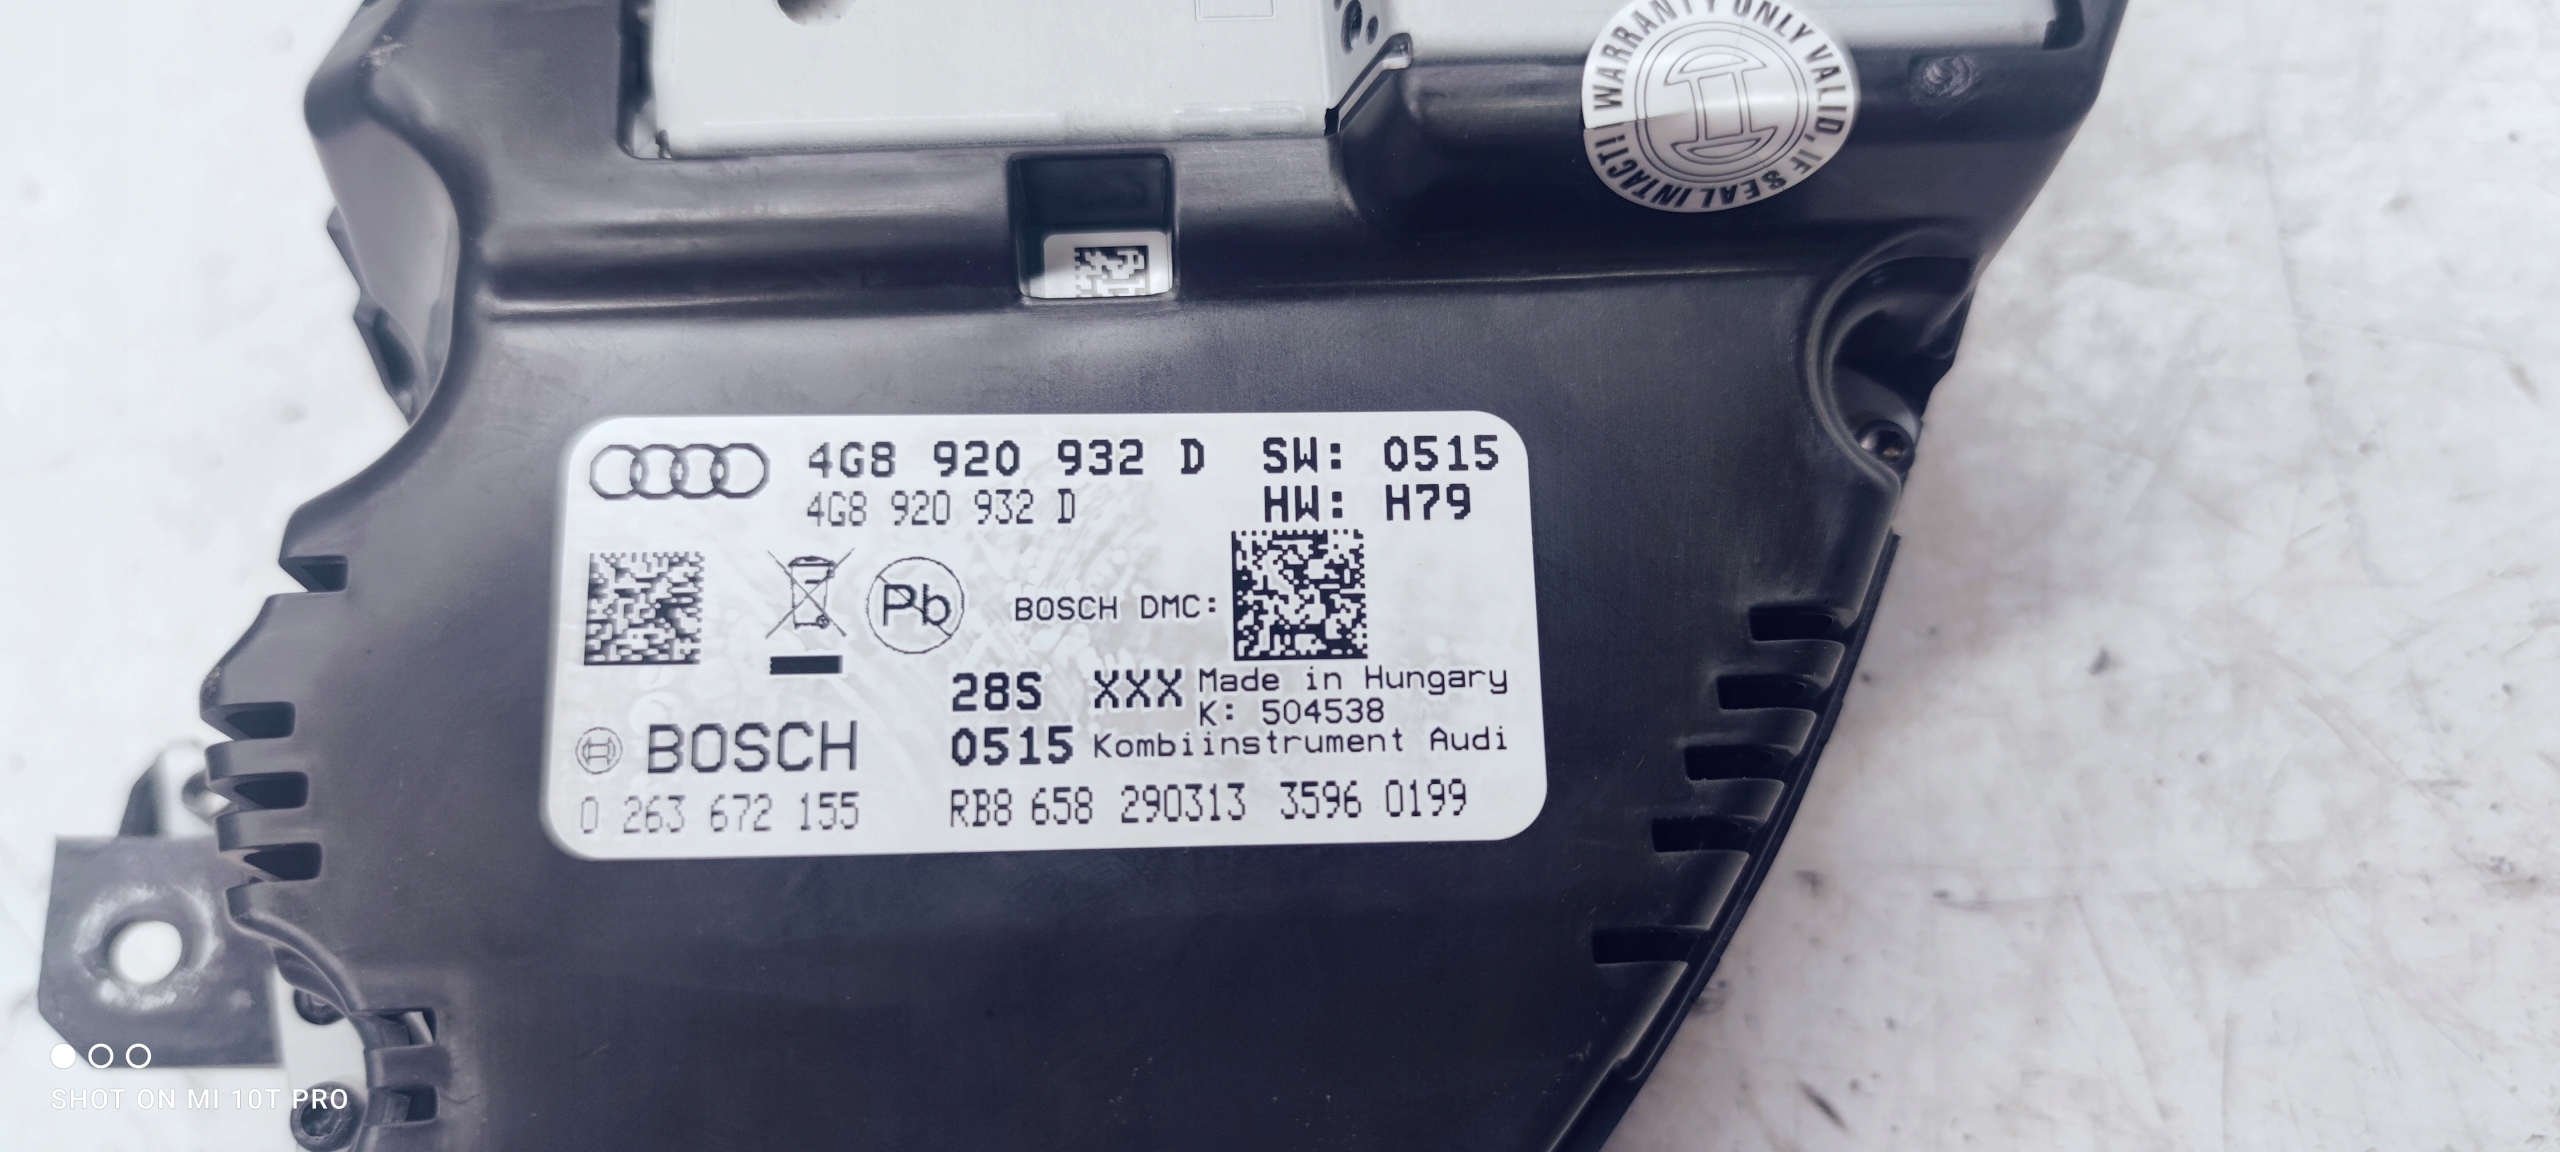 WARRANTY ONLY VALID, IF SEAL INTACT!
4G8 920 932 D SW: 0515
4G8 920 932 D HW: H79
Pb BOSCH DMC:
28S XXX Made in Hungary
K: 504538
BOSCH 0515 Kombiinstrument Audi
0 263 672 155 RB8 658 290313 3596 0199
SHOT ON MI 10T PRO